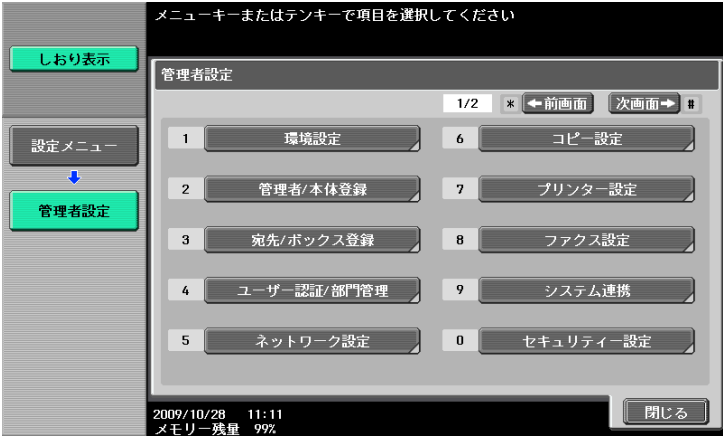 メニューキーまたはテンキーで項目を選択してください
しおり表示
設定メニュー
管理者設定
管理者設定
1/2 * ←前画面 次画面→ #
1 環境設定
2 管理者/本体登録
3 宛先/ボックス登録
4 ユーザー認証/部門管理
5 ネットワーク設定
6 コピー設定
7 プリンター設定
8 ファクス設定
9 システム連携
0 セキュリティー設定
2009/10/28 11:11
メモリー残量 99%
閉じる